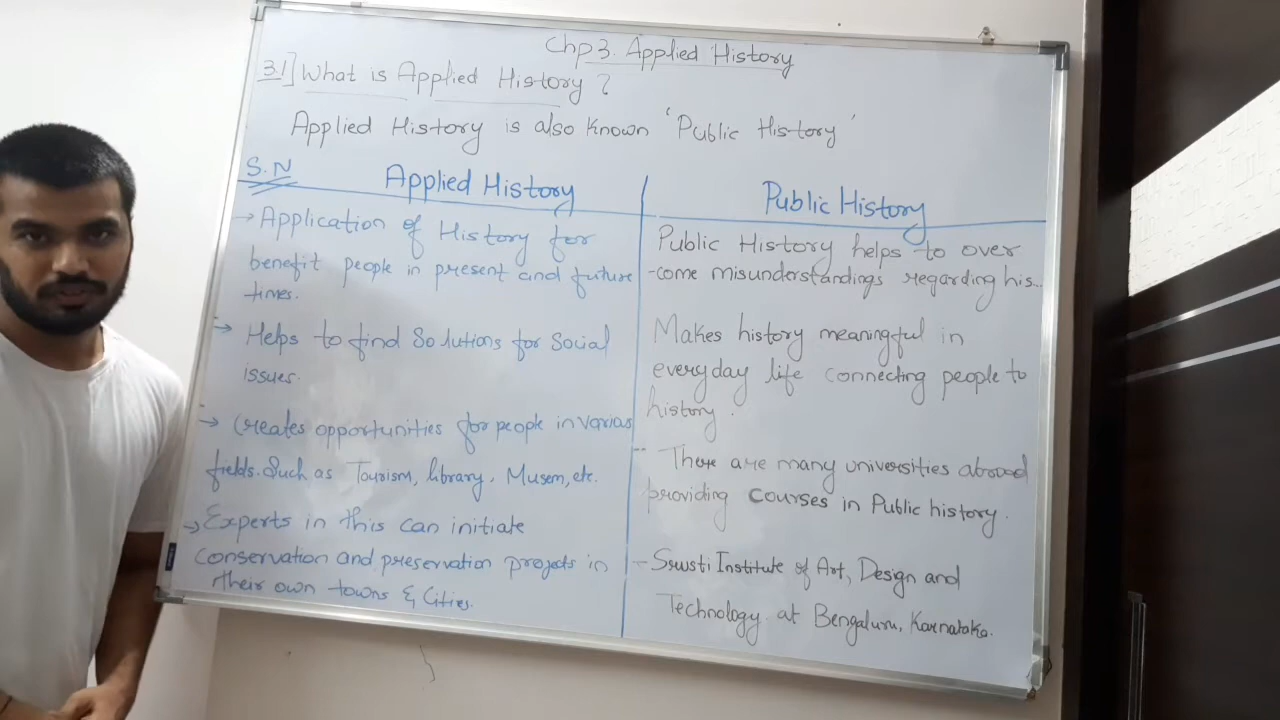 Chp 3. Applied History
3.1] What is Applied History ?
Applied History is also known 'Public History'
S.N
Applied History
Public History
→ Application of History for
benefit people in present and future
times.
→ Helps to find Solutions for Social
issues.
→ Creates opportunities for people in various
fields. Such as Tourism, library, Musem, etc.
→ Experts in this can initiate
Conservation and preservation projects in
their own towns & Cities.
Public History helps to over
-come misunderstandings regarding his...
Makes history meaningful in
everyday life connecting people to
history.
-- There are many universities abroad
providing courses in Public history.
- Srusti Institute of Art, Design and
Technology at Bengaluru, Karnataka.